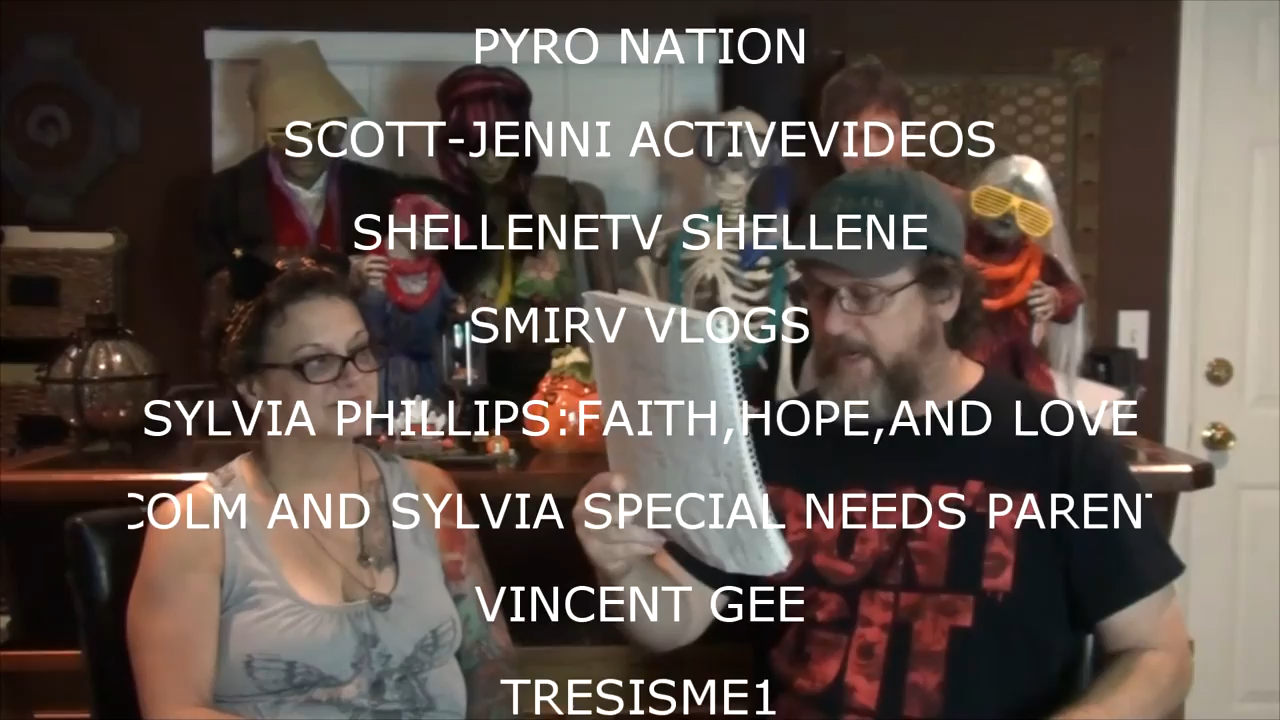 PYRO NATION
SCOTT-JENNI ACTIVEVIDEOS
SHELLENETV SHELLENE
SMIRV VLOGS
SYLVIA PHILLIPS:FAITH,HOPE,AND LOVE
COLM AND SYLVIA SPECIAL NEEDS PARENT
VINCENT GEE
TRESISME1
DON'T